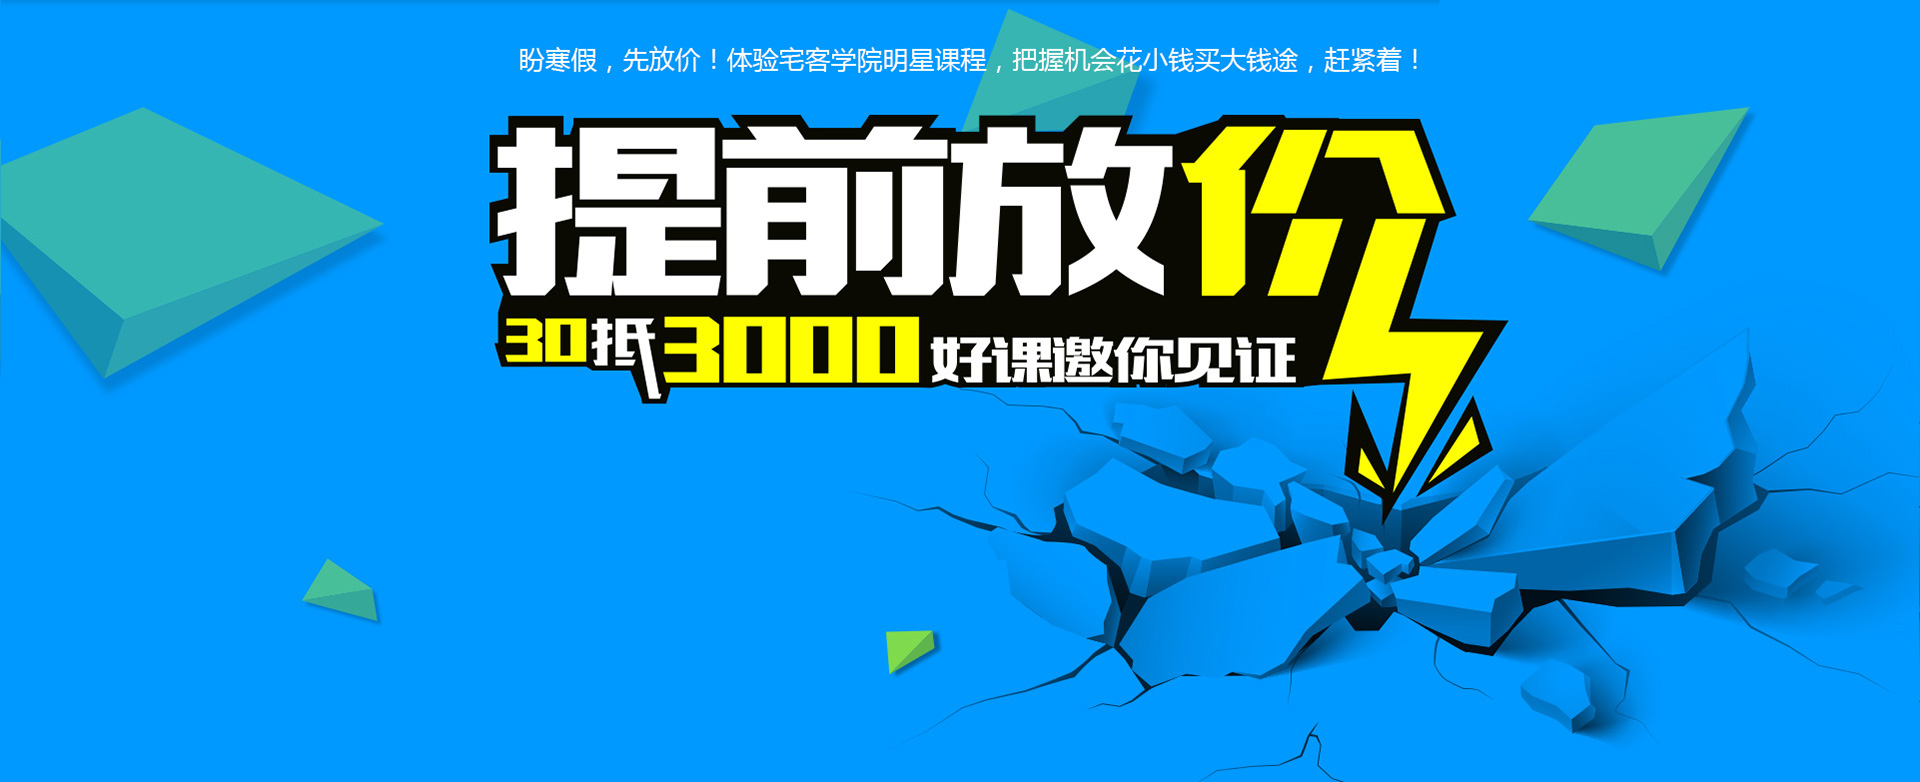 盼寒假，先放价！体验宅客学院明星课程，把握机会花小钱买大钱途，赶紧着！
提前放价
30抵3000好课邀你见证